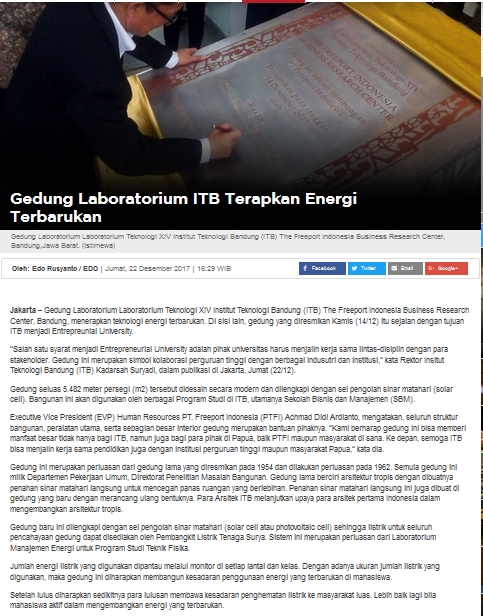 FREEPORT INDONESIA
BUSINESS RESEARCH CENTER
Gedung Laboratorium ITB Terapkan Energi
Terbarukan
Gedung Laboratorium Laboratorium Teknologi XIV Institut Teknologi Bandung (ITB) The Freeport Indonesia Business Research Center,
Bandung,Jawa Barat. (Istimewa)
Oleh: Edo Rusyanto / EDO | Jumat, 22 Desember 2017 | 16:29 WIB
Facebook Twitter Email Google+
Jakarta – Gedung Laboratorium Laboratorium Teknologi XIV Institut Teknologi Bandung (ITB) The Freeport Indonesia Business Research
Center, Bandung, menerapkan teknologi energi terbarukan. Di sisi lain, gedung yang diresmikan Kamis (14/12) itu sejalan dengan tujuan
ITB menjadi Entrepreunial University.
"Salah satu syarat menjadi Entrepreneurial University adalah pihak universitas harus menjalin kerja sama lintas-disiplin dengan para
stakeholder. Gedung ini merupakan simbol kolaborasi perguruan tinggi dengan berbagai indusutri dan institusi," kata Rektor Insitut
Teknologi Bandung (ITB) Kadarsah Suryadi, dalam publikasi di Jakarta, Jumat (22/12).
Gedung seluas 5.482 meter persegi (m2) tersebut didesain secara modern dan dilengkapi dengan sel pengolah sinar matahari (solar
cell). Bangunan ini akan digunakan oleh berbagai Program Studi di ITB, utamanya Sekolah Bisnis dan Manajemen (SBM).
Executive Vice President (EVP) Human Resources PT. Freeport Indonesia (PTFI) Achmad Didi Ardianto, mengatakan, seluruh struktur
bangunan, peralatan utama, serta sebagian besar interior gedung merupakan bantuan pihaknya. "Kami berharap gedung ini bisa memberi
manfaat besar tidak hanya bagi ITB, namun juga bagi para pihak di Papua, baik PTFI maupun masyarakat di sana. Ke depan, semoga ITB
bisa menjalin kerja sama pendidikan juga dengan institusi perguruan tinggi maupun masyarakat Papua," kata dia.
Gedung ini merupakan perluasan dari gedung lama yang diresmikan pada 1954 dan dilakukan perluasan pada 1962. Semula gedung ini
milik Departemen Pekerjaan Umum, Direktorat Penelitian Masalah Bangunan. Gedung lama bercirl arsitektur tropis dengan dibuatnya
penahan sinar matahari langsung untuk mencegah panas ruangan yang berlebihan. Penahan sinar matahari langsung ini juga dibuat di
gedung yang baru dengan merancang ulang bentuknya. Para Arsitek ITB melanjutkan upaya para arsitek pertama indonesia dalam
mengembangkan arsitektur tropis.
Gedung baru ini dilengkapi dengan sel pengolah sinar matahari (solar cell atau photovoltaic cell) sehingga listrik untuk seluruh
pencahayaan gedung dapat disediakan oleh Pembangkit Listrik Tenaga Surya. Sistem ini merupakan perluasan dari Laboratorium
Manajemen Energi untuk Program Studi Teknik Fisika.
Jumlah energi listrik yang digunakan dipantau melalui monitor di setiap lantai dan kelas. Dengan adanya ukuran jumlah listrik yang
digunakan, maka gedung ini diharapkan membangun kesadaran penggunaan energi yang terbarukan di mahasiswa.
Setelah lulus diharapkan sedikitnya para lulusan membawa kesadaran penghematan listrik ke masyarakat luas. Lebih baik lagi bila
mahasiswa aktif dalam mengembangkan energi yang terbarukan.